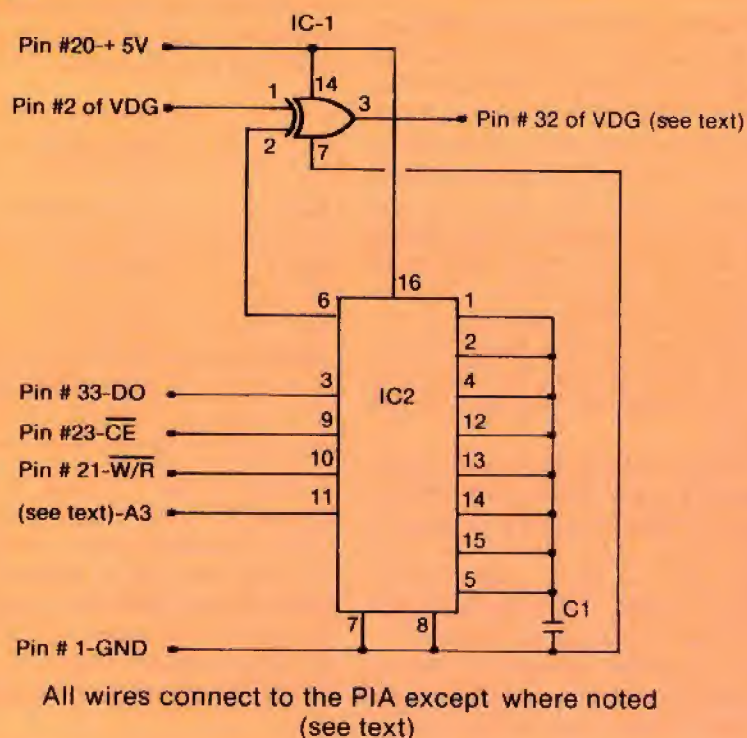 IC-1
Pin #20-+ 5V
14
1
3
Pin #2 of VDG
Pin # 32 of VDG (see text)
2
7
16
6
1
2
Pin # 33-DO
3
4
IC2
Pin #23-CE
9
12
Pin # 21-W/R
10
13
(see text)-A3
11
14
15
5
C1
7
8
Pin # 1-GND
All wires connect to the PIA except where noted
(see text)